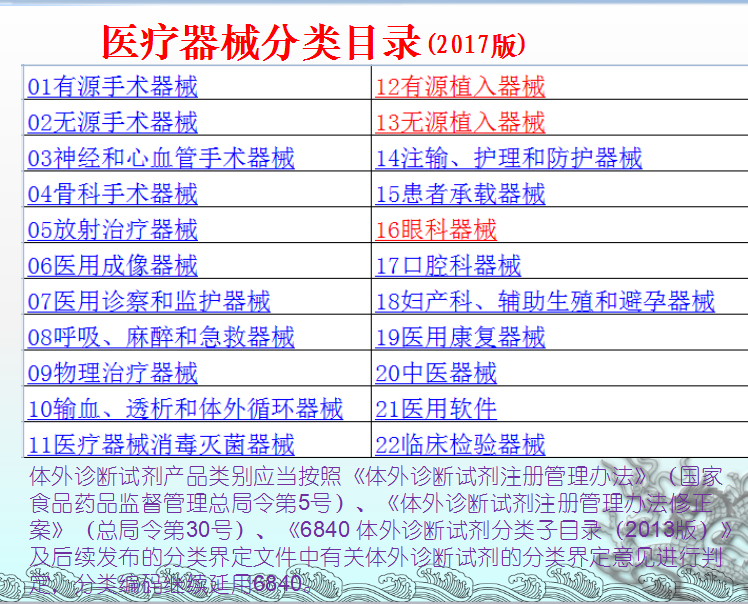 医疗器械分类目录(2017版)
01有源手术器械
12有源植入器械
02无源手术器械
13无源植入器械
03神经和心血管手术器械
14注输、护理和防护器械
04骨科手术器械
15患者承载器械
05放射治疗器械
16眼科器械
06医用成像器械
17口腔科器械
07医用诊察和监护器械
18妇产科、辅助生殖和避孕器械
08呼吸、麻醉和急救器械
19医用康复器械
09物理治疗器械
20中医器械
10输血、透析和体外循环器械
21医用软件
11医疗器械消毒灭菌器械
22临床检验器械
体外诊断试剂产品类别应当按照《体外诊断试剂注册管理办法》（国家
食品药品监督管理总局令第5号）、《体外诊断试剂注册管理办法修正
案》（总局令第30号）、《6840 体外诊断试剂分类子目录（2013版）》
及后续发布的分类界定文件中有关体外诊断试剂的分类界定意见进行判
定，分类编码继续延用6840。